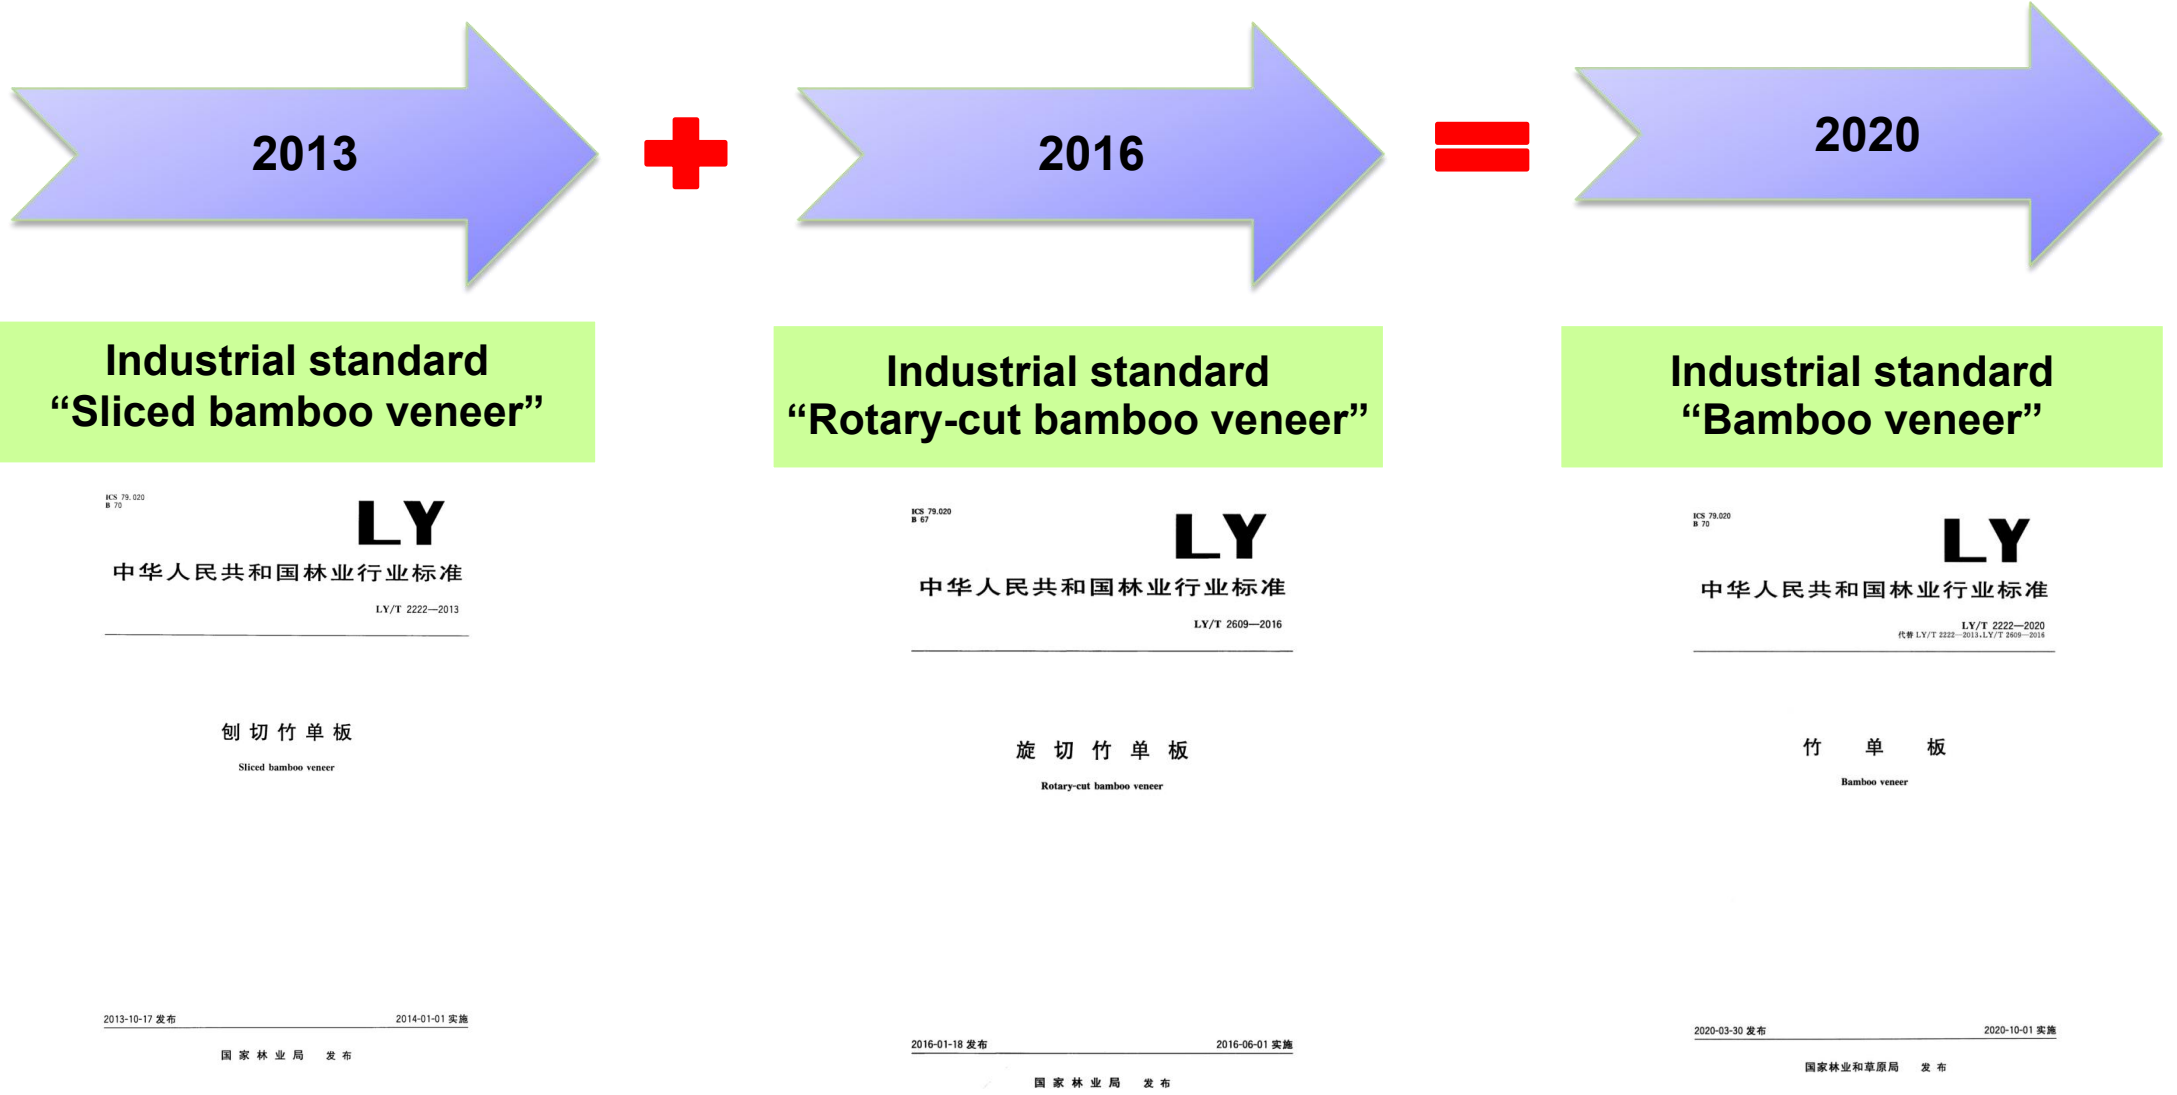 2013
2016
2020
Industrial standard
“Sliced bamboo veneer”
Industrial standard
“Rotary-cut bamboo veneer”
Industrial standard
“Bamboo veneer”
ICS 79.020
B 70
LY
中华人民共和国林业行业标准
LY/T 2222—2013
刨切竹单板
Sliced bamboo veneer
2013-10-17 发布
2014-01-01 实施
国家林业局 发布
ICS 79.020
B 67
LY
中华人民共和国林业行业标准
LY/T 2609—2016
旋切竹单板
Rotary-cut bamboo veneer
2016-01-18 发布
2016-06-01 实施
国家林业局 发布
ICS 79.020
B 70
LY
中华人民共和国林业行业标准
LY/T 2222—2020
代替 LY/T 2222—2013,LY/T 2609—2016
竹单板
Bamboo veneer
2020-03-30 发布
2020-10-01 实施
国家林业和草原局 发布